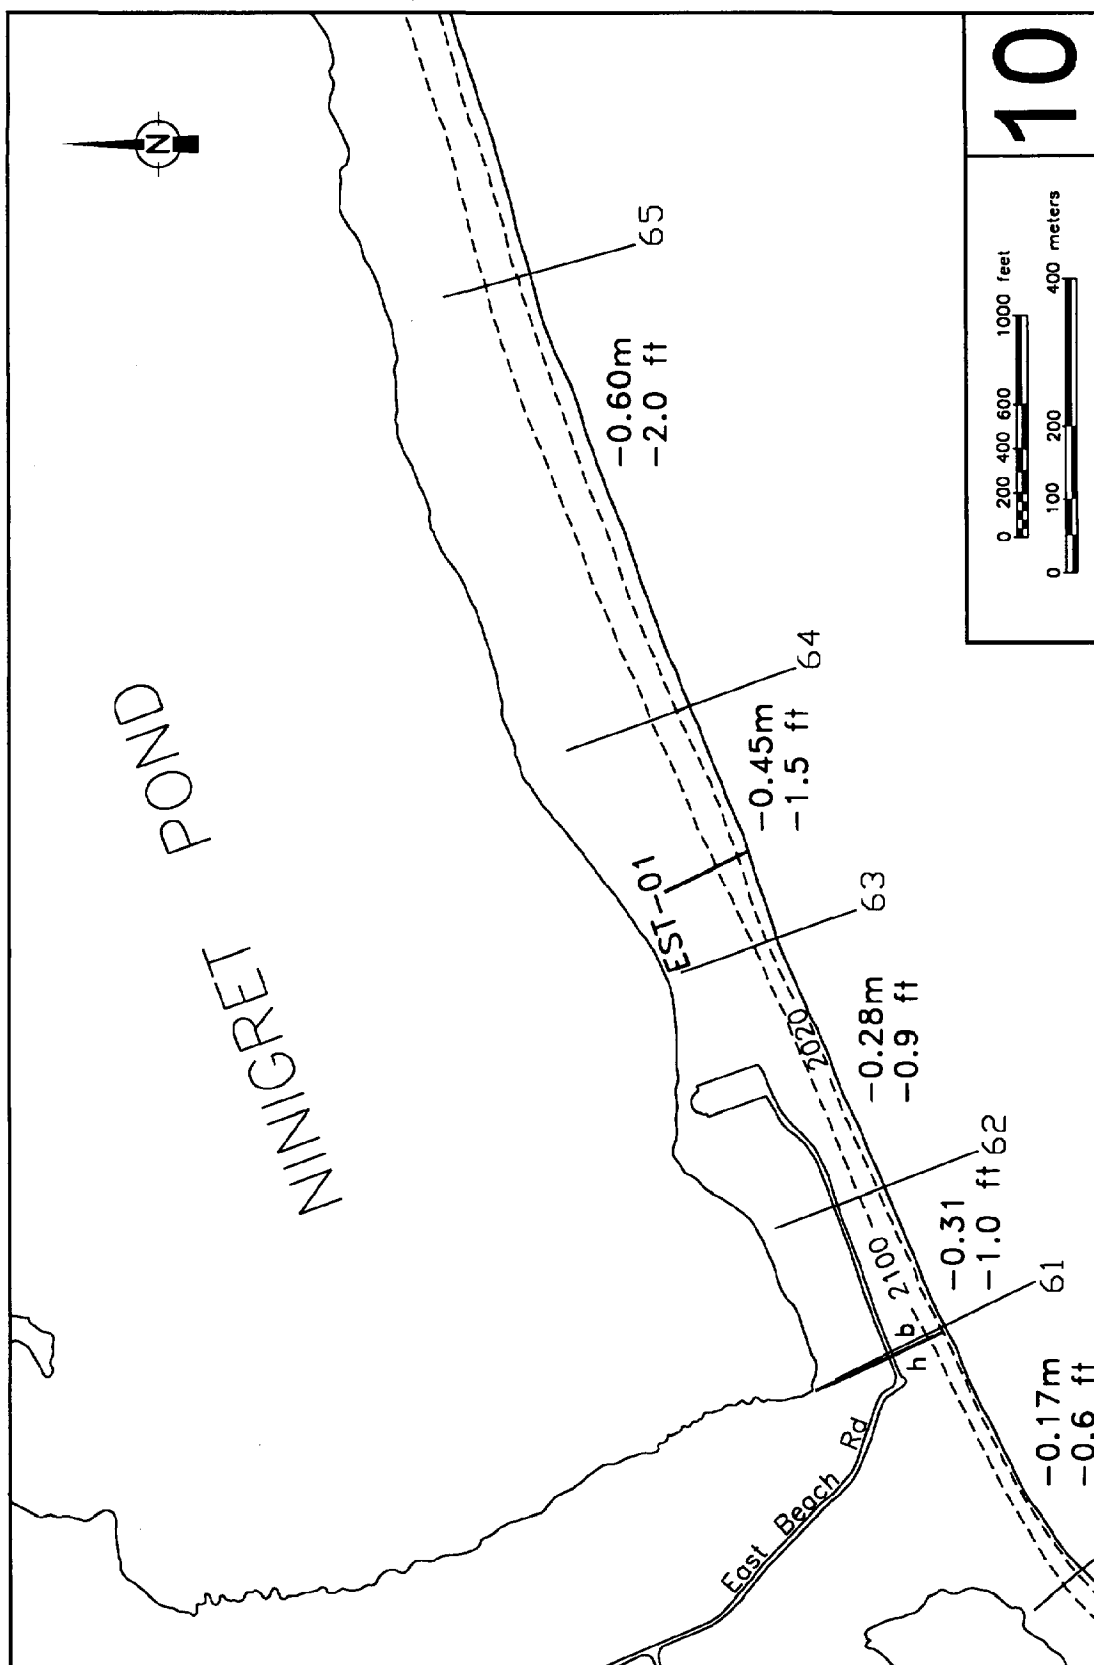 10
0 200 400 600 1000 feet
0 100 200 400 meters
N
65
-0.60m
-2.0 ft
64
NINIGRET POND
-0.45m
-1.5 ft
EST-01
63
2020
-0.28m
-0.9 ft
62
2100
-0.31
-1.0 ft
61
h b
East Beach Rd
-0.17m
-0.6 ft